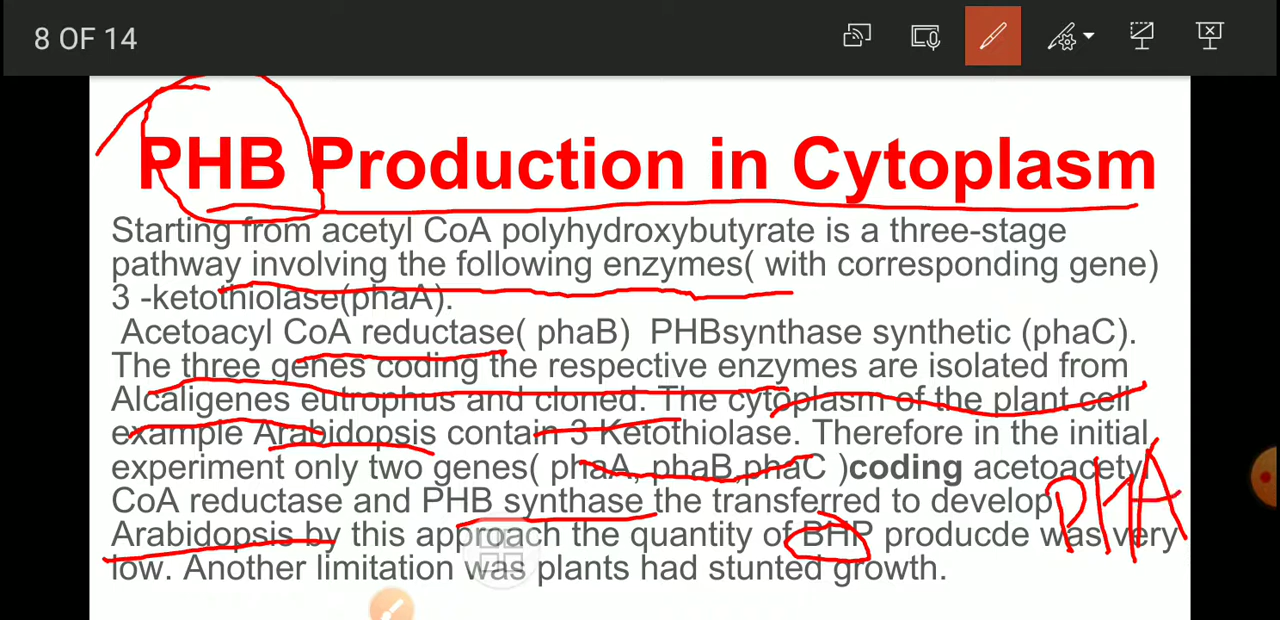 8 OF 14
PHB Production in Cytoplasm
Starting from acetyl CoA polyhydroxybutyrate is a three-stage
pathway involving the following enzymes( with corresponding gene)
3 -ketothiolase(phaA).
Acetoacyl CoA reductase( phaB)  PHBsynthase synthetic (phaC).
The three genes coding the respective enzymes are isolated from
Alcaligenes eutrophus and cloned. The cytoplasm of the plant cell
example Arabidopsis contain 3 Ketothiolase. Therefore in the initial
experiment only two genes( phaA, phaB,phaC )coding acetoacetyl
CoA reductase and PHB synthase the transferred to develop
PHA
Arabidopsis by this approach the quantity of BHP producde was very
low. Another limitation was plants had stunted growth.